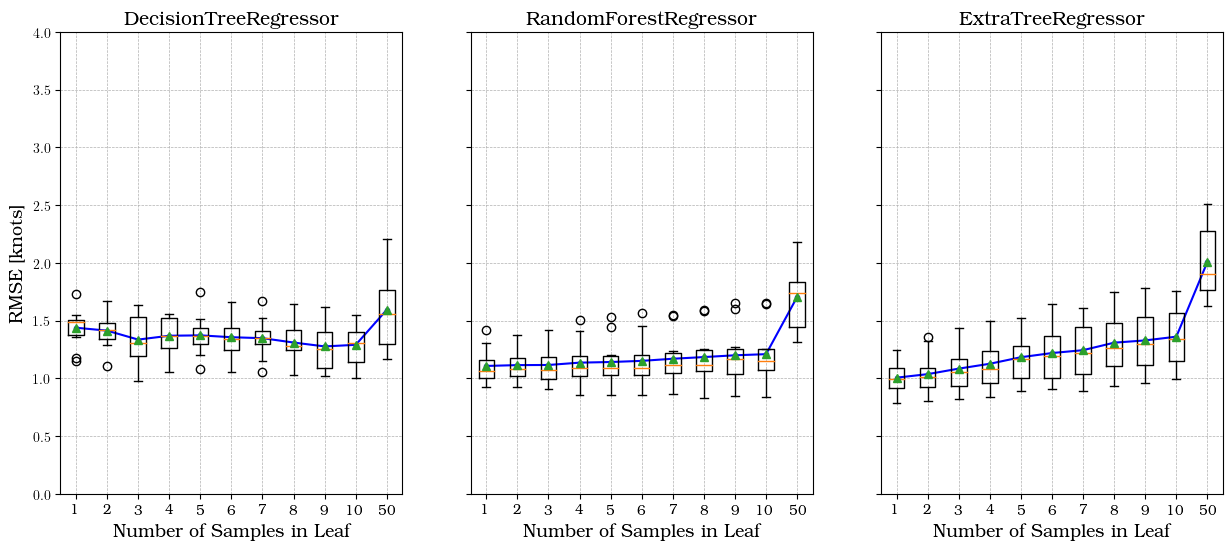 DecisionTreeRegressor
RandomForestRegressor
ExtraTreeRegressor
RMSE [knots]
4.0
3.5
3.0
2.5
2.0
1.5
1.0
0.5
0.0
1 2 3 4 5 6 7 8 9 10 50
1 2 3 4 5 6 7 8 9 10 50
1 2 3 4 5 6 7 8 9 10 50
Number of Samples in Leaf
Number of Samples in Leaf
Number of Samples in Leaf